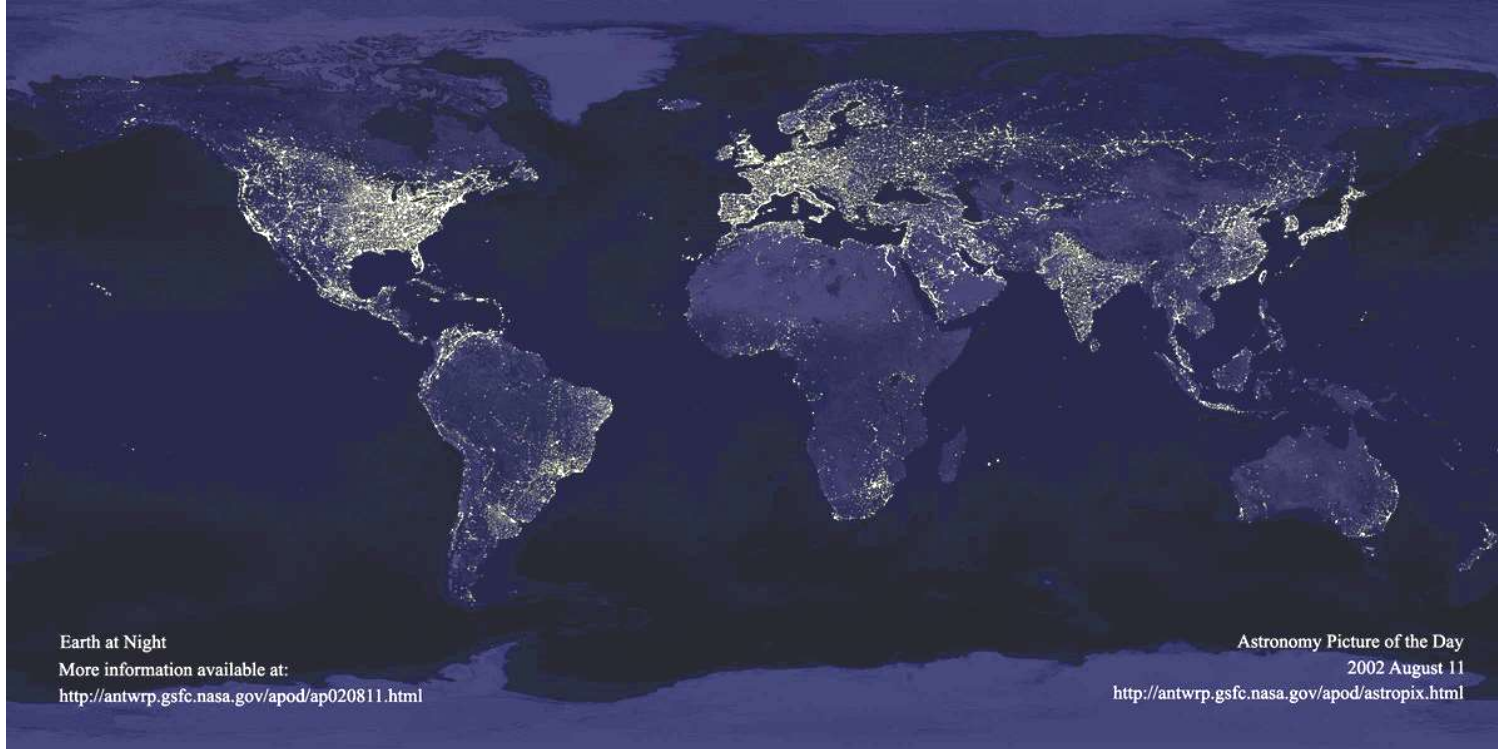 Earth at Night
More information available at:
http://antwrp.gsfc.nasa.gov/apod/ap020811.html
Astronomy Picture of the Day
2002 August 11
http://antwrp.gsfc.nasa.gov/apod/astropix.html